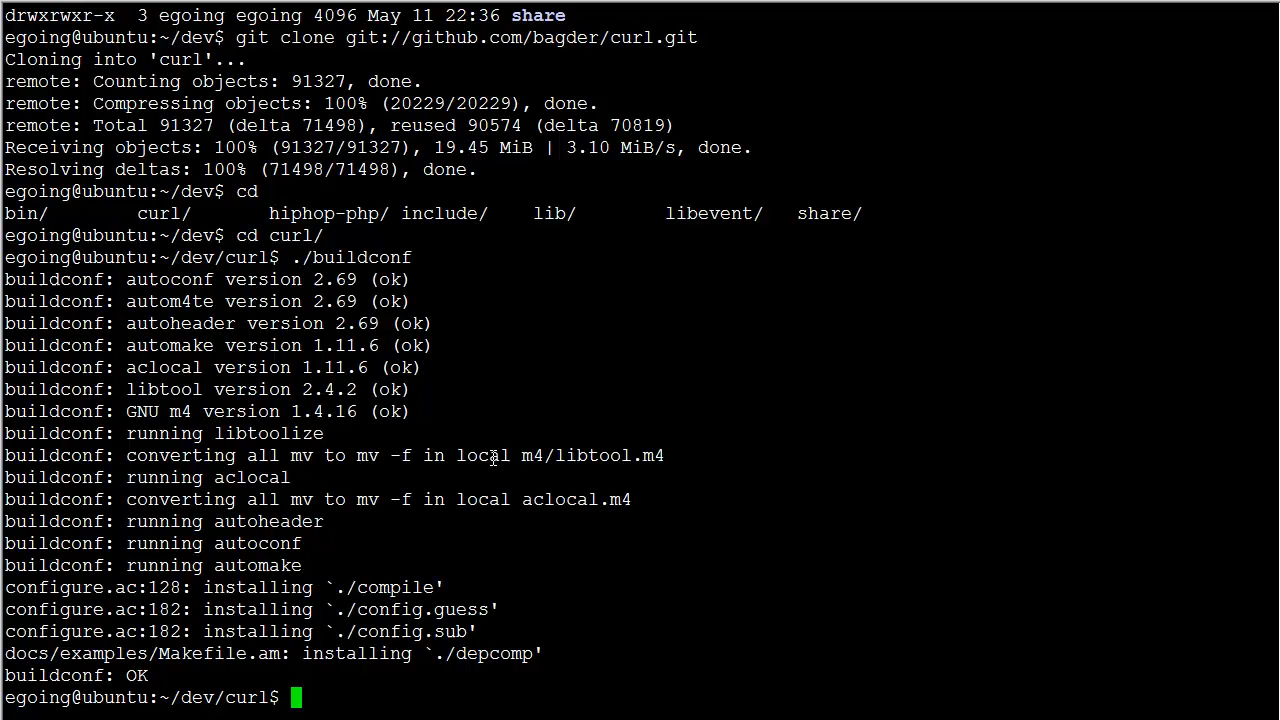 drwxrwxr-x  3 egoing egoing 4096 May 11 22:36 share
egoing@ubuntu:~/dev$ git clone git://github.com/bagder/curl.git
Cloning into 'curl'...
remote: Counting objects: 91327, done.
remote: Compressing objects: 100% (20229/20229), done.
remote: Total 91327 (delta 71498), reused 90574 (delta 70819)
Receiving objects: 100% (91327/91327), 19.45 MiB | 3.10 MiB/s, done.
Resolving deltas: 100% (71498/71498), done.
egoing@ubuntu:~/dev$ cd
bin/        curl/       hiphop-php/ include/    lib/        libevent/   share/
egoing@ubuntu:~/dev$ cd curl/
egoing@ubuntu:~/dev/curl$ ./buildconf
buildconf: autoconf version 2.69 (ok)
buildconf: autom4te version 2.69 (ok)
buildconf: autoheader version 2.69 (ok)
buildconf: automake version 1.11.6 (ok)
buildconf: aclocal version 1.11.6 (ok)
buildconf: libtool version 2.4.2 (ok)
buildconf: GNU m4 version 1.4.16 (ok)
buildconf: running libtoolize
buildconf: converting all mv to mv -f in local m4/libtool.m4
buildconf: running aclocal
buildconf: converting all mv to mv -f in local aclocal.m4
buildconf: running autoheader
buildconf: running autoconf
buildconf: running automake
configure.ac:128: installing `./compile'
configure.ac:182: installing `./config.guess'
configure.ac:182: installing `./config.sub'
docs/examples/Makefile.am: installing `./depcomp'
buildconf: OK
egoing@ubuntu:~/dev/curl$